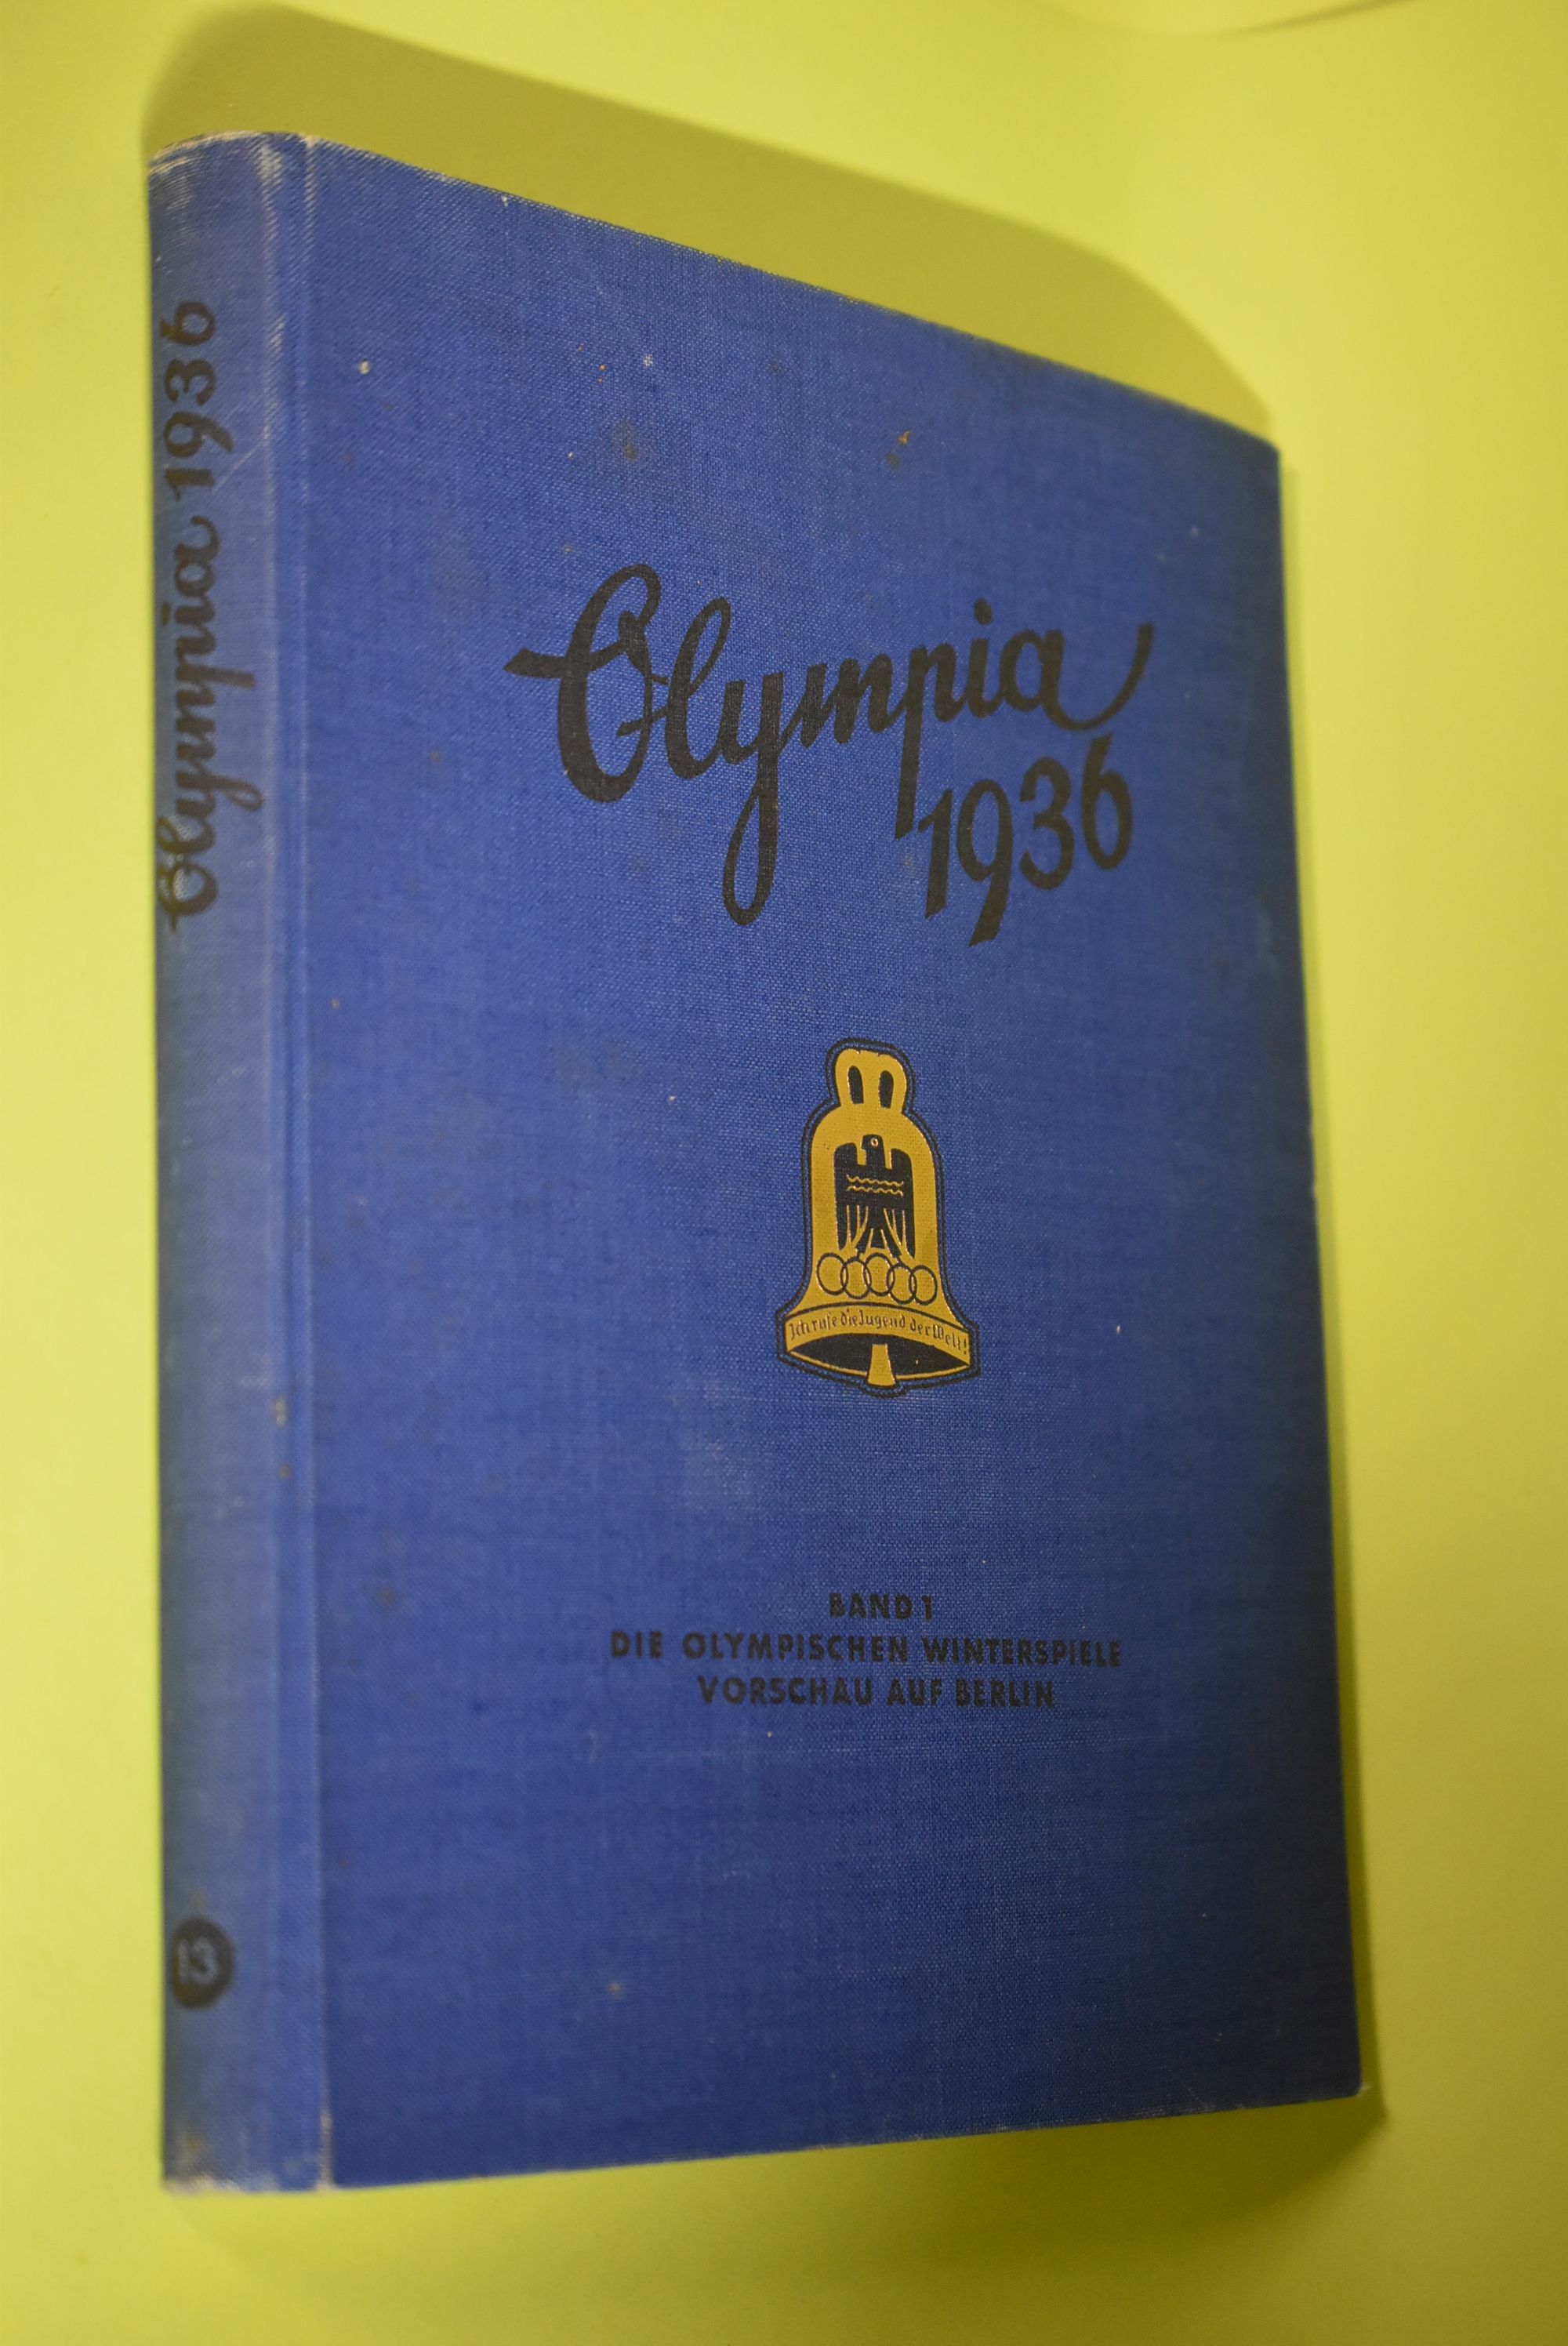 Olympia 1936
13
Olympia
1936
Ich rufe die Jugend der Welt!
BAND 1
DIE OLYMPISCHEN WINTERSPIELE
VORSCHAU AUF BERLIN